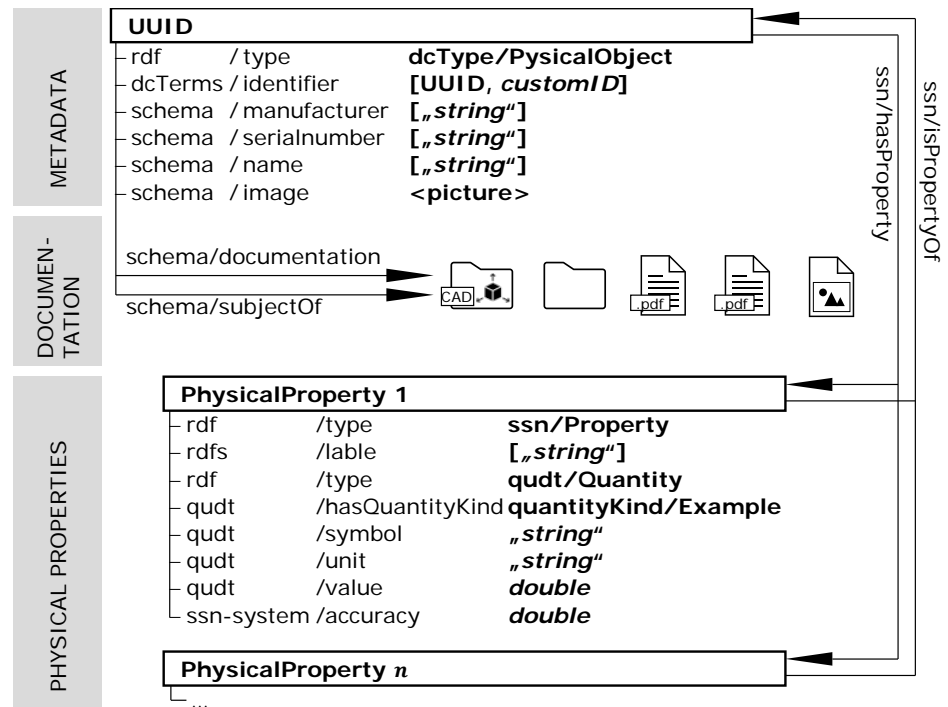 METADATA
UUID
rdf /type dcType/PysicalObject
dcTerms /identifier [UUID, customID]
schema /manufacturer [„string“]
schema /serialnumber [„string“]
schema /name [„string“]
schema /image <picture>
ssn/hasProperty
ssn/isPropertyOf
DOCUMEN-
TATION
schema/documentation
schema/subjectOf
CAD
.pdf
.pdf
PHYSICAL PROPERTIES
PhysicalProperty 1
rdf /type ssn/Property
rdfs /lable [„string“]
rdf /type qudt/Quantity
qudt /hasQuantityKind quantityKind/Example
qudt /symbol „string“
qudt /unit „string“
qudt /value double
ssn-system /accuracy double
PhysicalProperty n
...